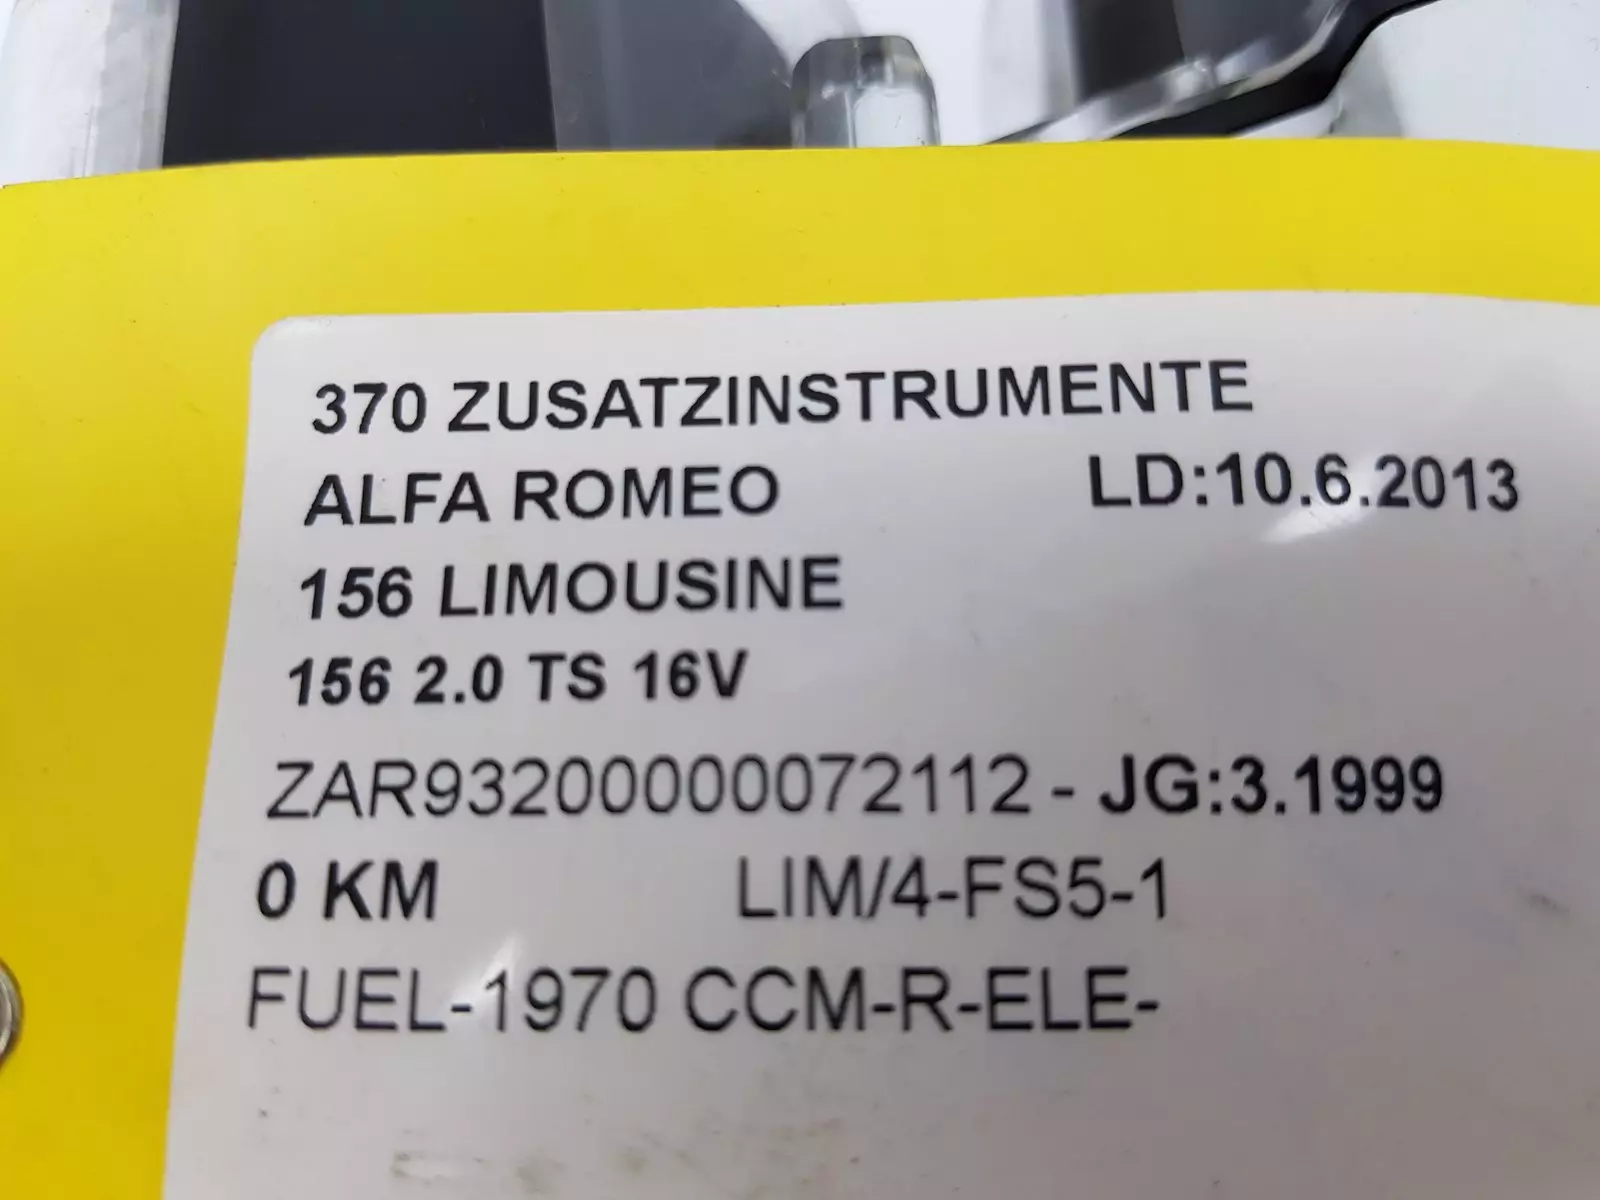 370 ZUSATZINSTRUMENTE
ALFA ROMEO LD:10.6.2013
156 LIMOUSINE
156 2.0 TS 16V
ZAR93200000072112 - JG:3.1999
0 KM LIM/4-FS5-1
FUEL-1970 CCM-R-ELE-